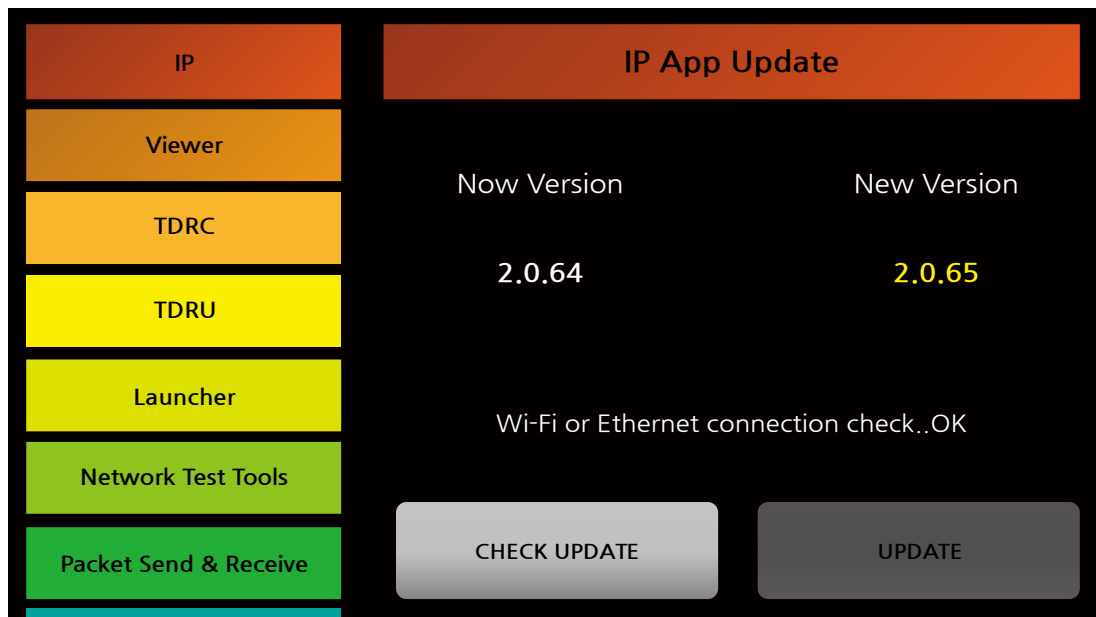 IP
Viewer
TDRC
TDRU
Launcher
Network Test Tools
Packet Send & Receive
IP App Update
Now Version
New Version
2.0.64
2.0.65
Wi-Fi or Ethernet connection check..OK
CHECK UPDATE
UPDATE